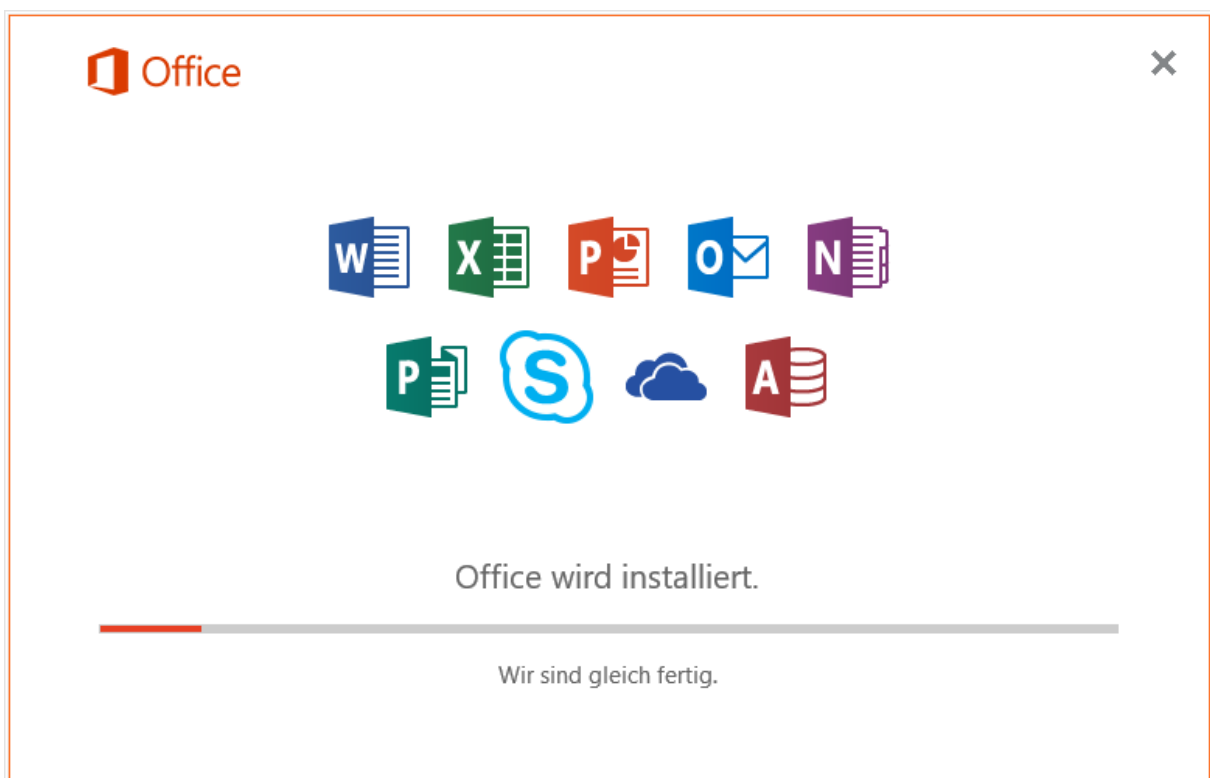 Office
W X P O N
P S A
Office wird installiert.
Wir sind gleich fertig.